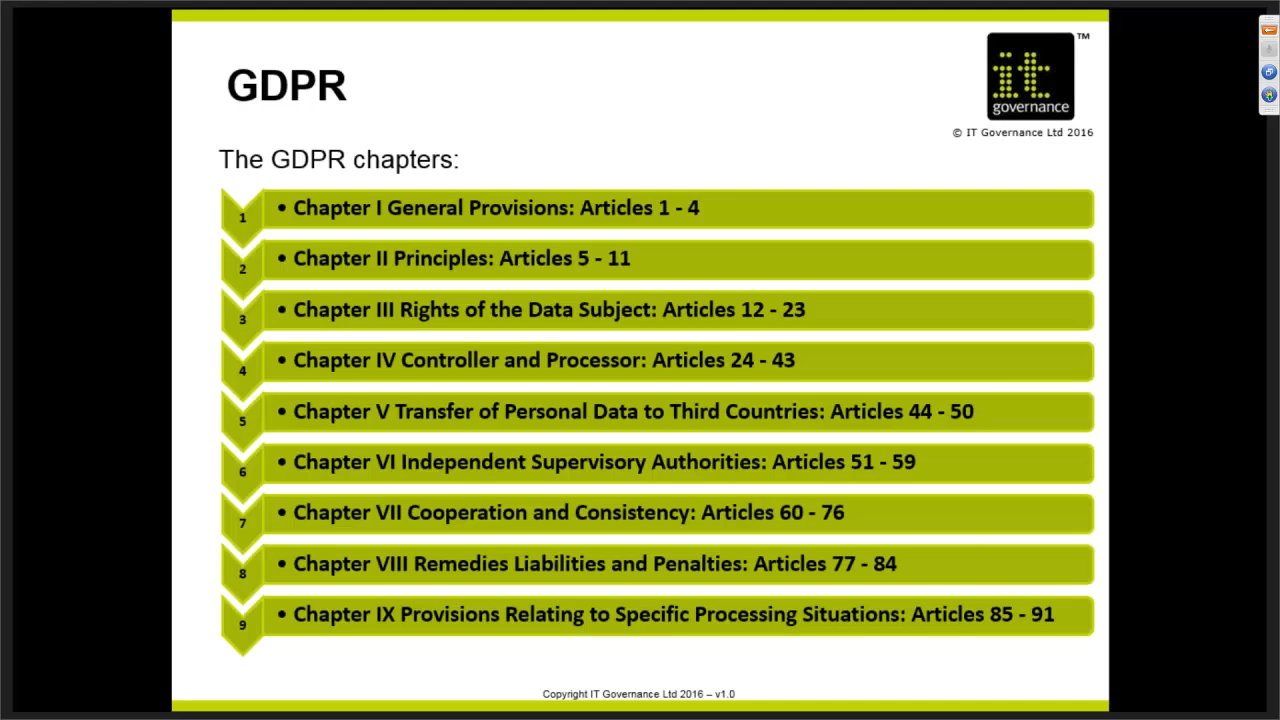 GDPR
it
governance
TM
© IT Governance Ltd 2016
The GDPR chapters:
1
• Chapter I General Provisions: Articles 1 - 4
2
• Chapter II Principles: Articles 5 - 11
3
• Chapter III Rights of the Data Subject: Articles 12 - 23
4
• Chapter IV Controller and Processor: Articles 24 - 43
5
• Chapter V Transfer of Personal Data to Third Countries: Articles 44 - 50
6
• Chapter VI Independent Supervisory Authorities: Articles 51 - 59
7
• Chapter VII Cooperation and Consistency: Articles 60 - 76
8
• Chapter VIII Remedies Liabilities and Penalties: Articles 77 - 84
9
• Chapter IX Provisions Relating to Specific Processing Situations: Articles 85 - 91
Copyright IT Governance Ltd 2016 – v1.0